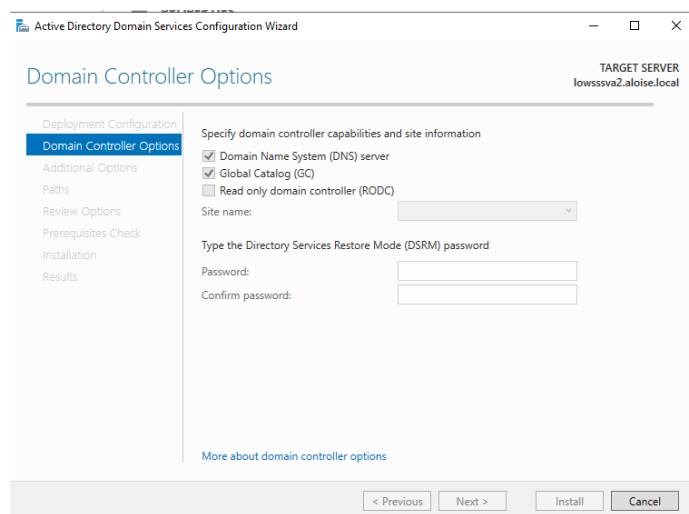 Active Directory Domain Services Configuration Wizard
Domain Controller Options
TARGET SERVER
lowsssva2.aloise.local
Deployment Configuration
Domain Controller Options
Additional Options
Paths
Review Options
Prerequisites Check
Installation
Results
Specify domain controller capabilities and site information
Domain Name System (DNS) server
Global Catalog (GC)
Read only domain controller (RODC)
Site name:
Type the Directory Services Restore Mode (DSRM) password
Password:
Confirm password:
More about domain controller options
< Previous
Next >
Install
Cancel